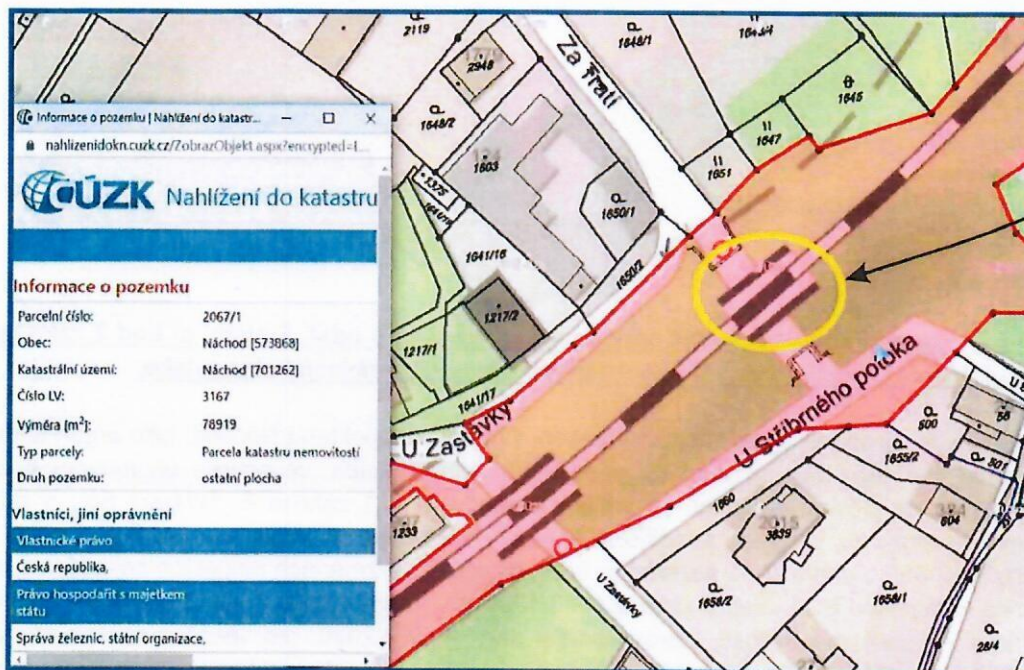 Informace o pozemku | Nahlížení do katastr...
nahlizenidokn.cuzk.cz/ZobrazObjekt.aspx?encrypted=...
ČÚZK Nahlížení do katastru
Informace o pozemku
Parcelní číslo: 2067/1
Obec: Náchod [573868]
Katastrální území: Náchod [701262]
Číslo LV: 3167
Výměra [m²]: 78919
Typ parcely: Parcela katastru nemovitostí
Druh pozemku: ostatní plocha
Vlastníci, jiní oprávnění
Vlastnické právo
Česká republika,
Právo hospodařit s majetkem
státu
Správa železnic, státní organizace,
2119
2948
1648/2
1603
1375
1641/16
1217/2
1217/1
1641/17
1650/1
1650/2
Za Tratí
1648/1
1645
1647
1651
U Zastávky
U Stříbrného potoka
1233
1660
3839
U Zastávky
1658/2
1658/1
500
1655/2
501
56
604
28/4